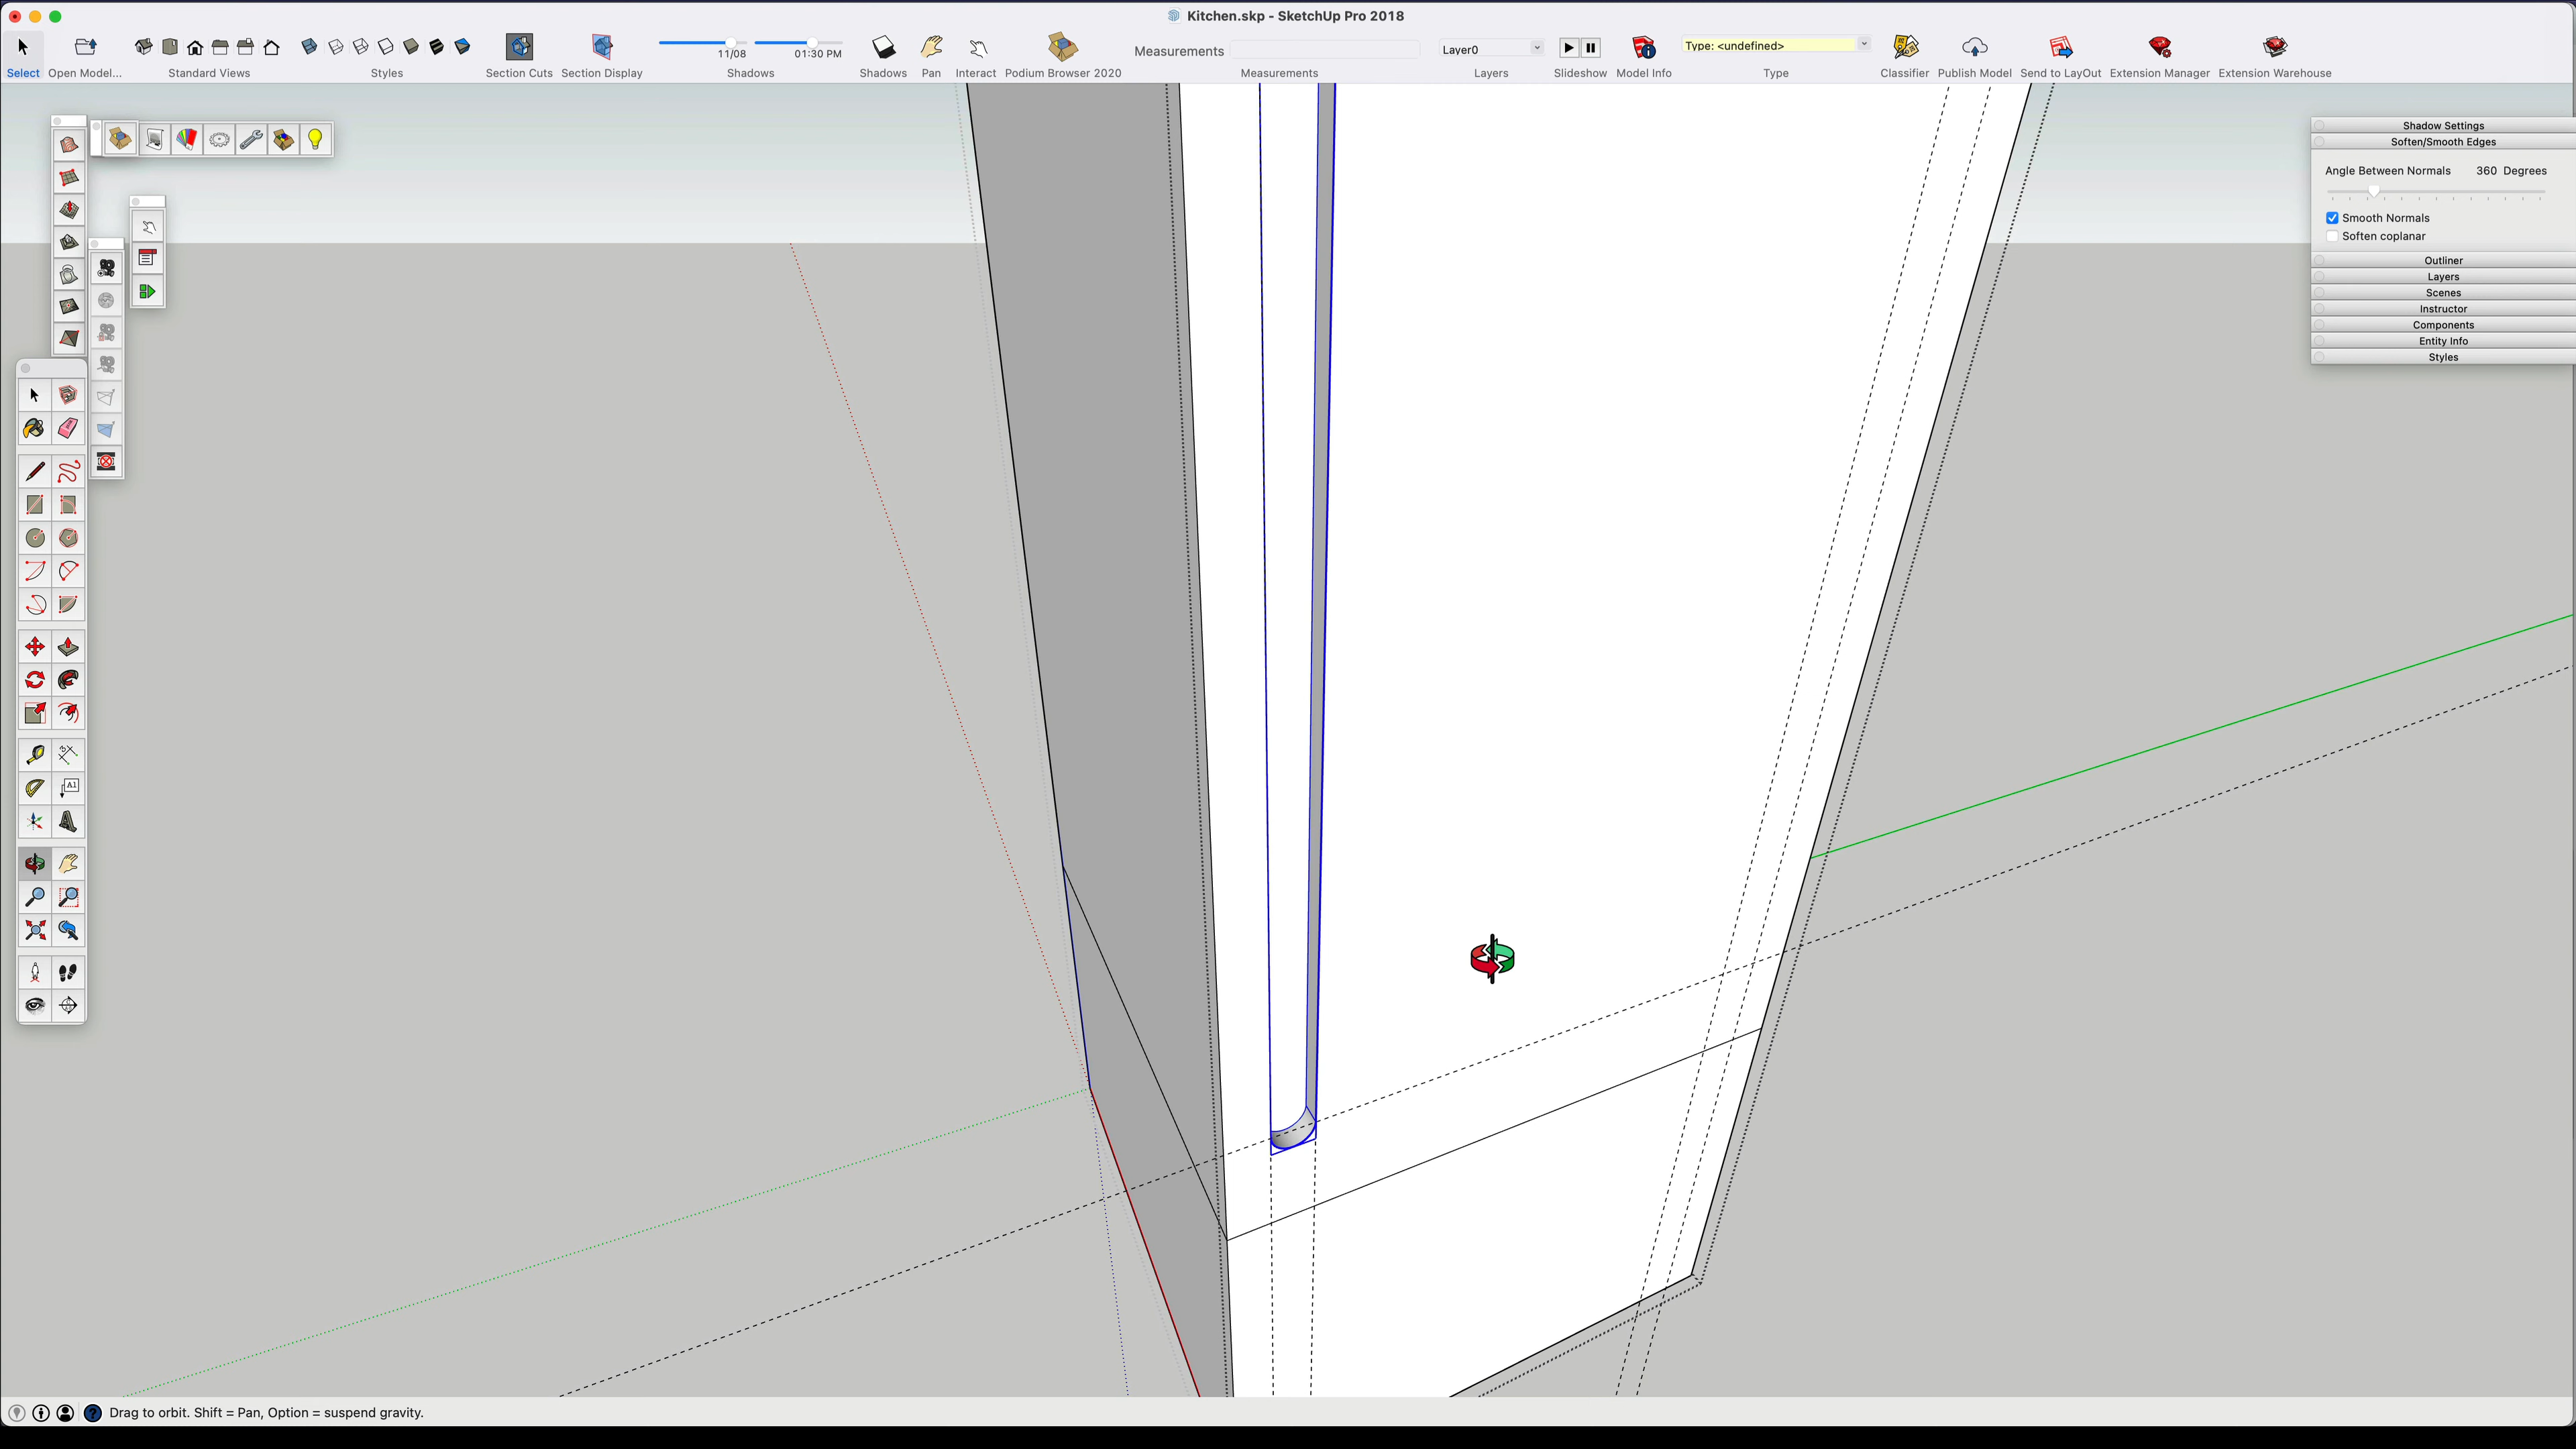 Kitchen.skp - SketchUp Pro 2018
Select
Open Model...
Standard Views
Styles
Section Cuts
Section Display
11/08
01:30 PM
Shadows
Shadows
Pan
Interact
Podium Browser 2020
Measurements
Measurements
Layer0
Layers
Slideshow
Model Info
Type: <undefined>
Type
Classifier
Publish Model
Send to LayOut
Extension Manager
Extension Warehouse
Shadow Settings
Soften/Smooth Edges
Angle Between Normals 360 Degrees
Smooth Normals
Soften coplanar
Outliner
Layers
Scenes
Instructor
Components
Entity Info
Styles
A1
Drag to orbit. Shift = Pan, Option = suspend gravity.